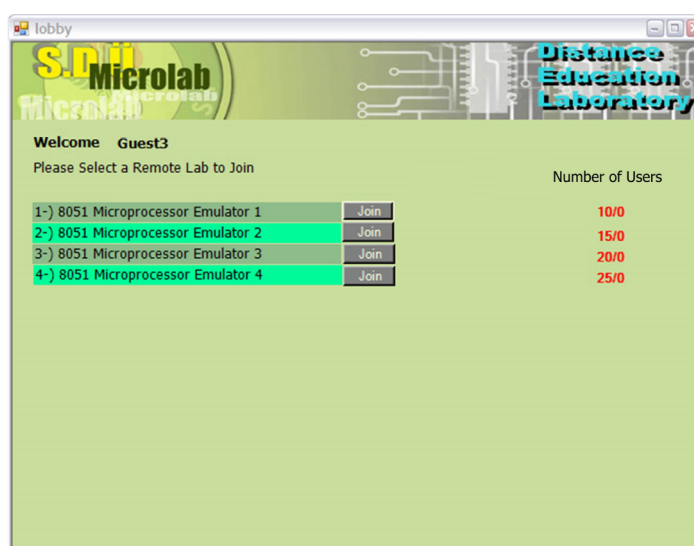 lobby
S.D.Ü
Microlab
Microlab
Microlab
Distance
Education
Laboratory
Welcome Guest3
Please Select a Remote Lab to Join
Number of Users
1-) 8051 Microprocessor Emulator 1 Join 10/0
2-) 8051 Microprocessor Emulator 2 Join 15/0
3-) 8051 Microprocessor Emulator 3 Join 20/0
4-) 8051 Microprocessor Emulator 4 Join 25/0